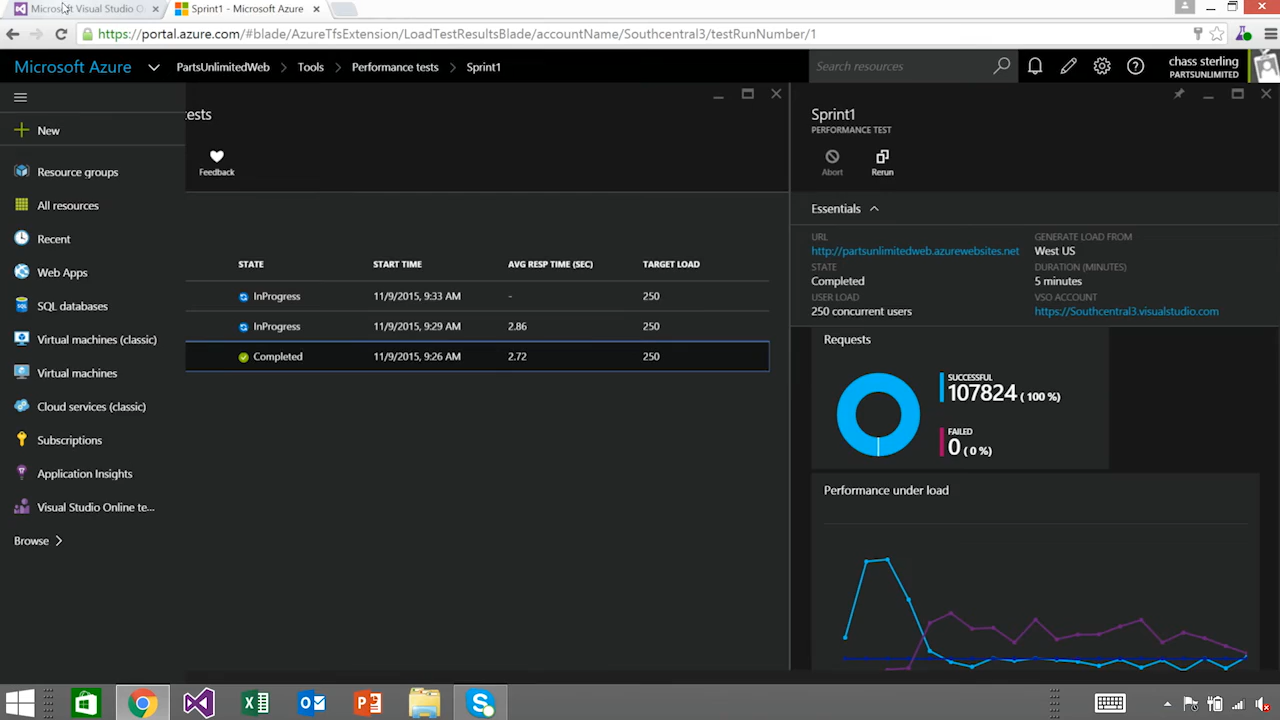 Microsoft Visual Studio O
Sprint1 - Microsoft Azure
https://portal.azure.com/#blade/AzureTfsExtension/LoadTestResultsBlade/accountName/Southcentral3/testRunNumber/1
Microsoft Azure
PartsUnlimitedWeb
Tools
Performance tests
Sprint1
Search resources
chass sterling
PARTSUNLIMITED
New
Resource groups
All resources
Recent
Web Apps
SQL databases
Virtual machines (classic)
Virtual machines
Cloud services (classic)
Subscriptions
Application Insights
Visual Studio Online te...
Browse
ests
Feedback
STATE START TIME AVG RESP TIME (SEC) TARGET LOAD
InProgress 11/9/2015, 9:33 AM - 250
InProgress 11/9/2015, 9:29 AM 2.86 250
Completed 11/9/2015, 9:26 AM 2.72 250
Sprint1
PERFORMANCE TEST
Abort
Rerun
Essentials
URL
http://partsunlimitedweb.azurewebsites.net
STATE
Completed
USER LOAD
250 concurrent users
GENERATE LOAD FROM
West US
DURATION (MINUTES)
5 minutes
VSO ACCOUNT
https://Southcentral3.visualstudio.com
Requests
SUCCESSFUL
107824 (100 %)
FAILED
0 (0 %)
Performance under load